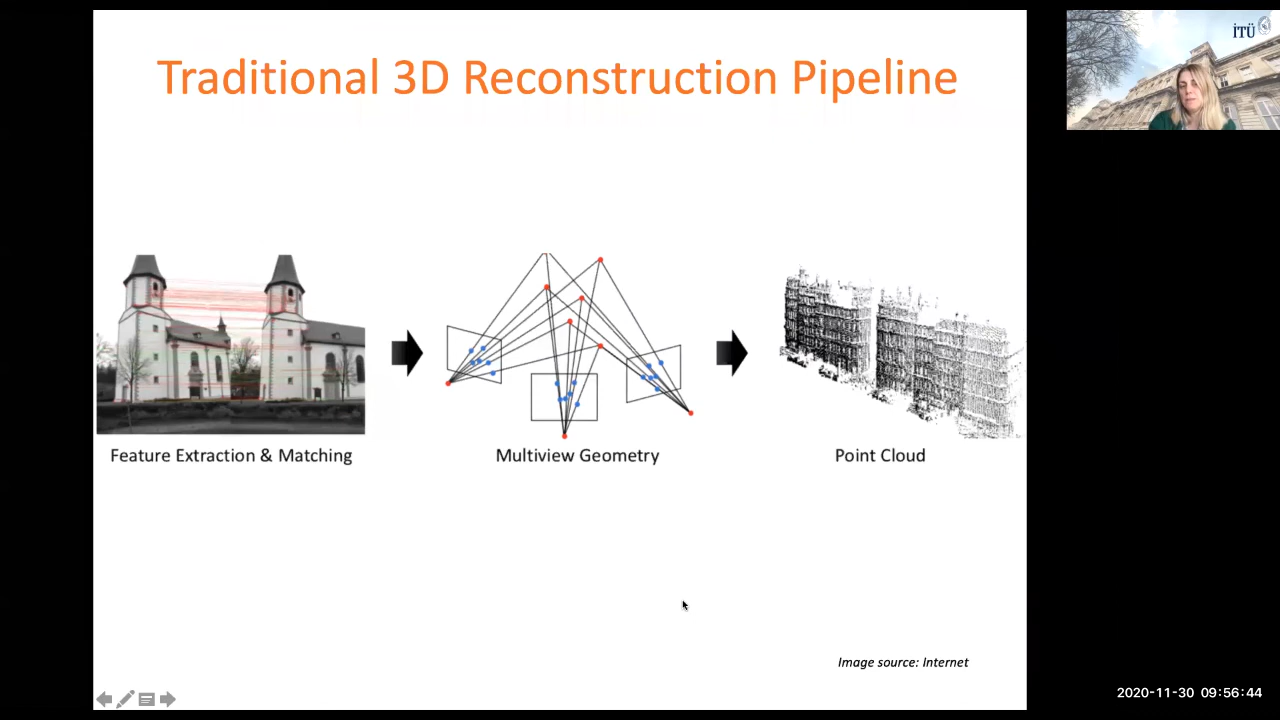 Traditional 3D Reconstruction Pipeline
İTÜ
Feature Extraction & Matching
Multiview Geometry
Point Cloud
Image source: Internet
2020-11-30 09:56:44